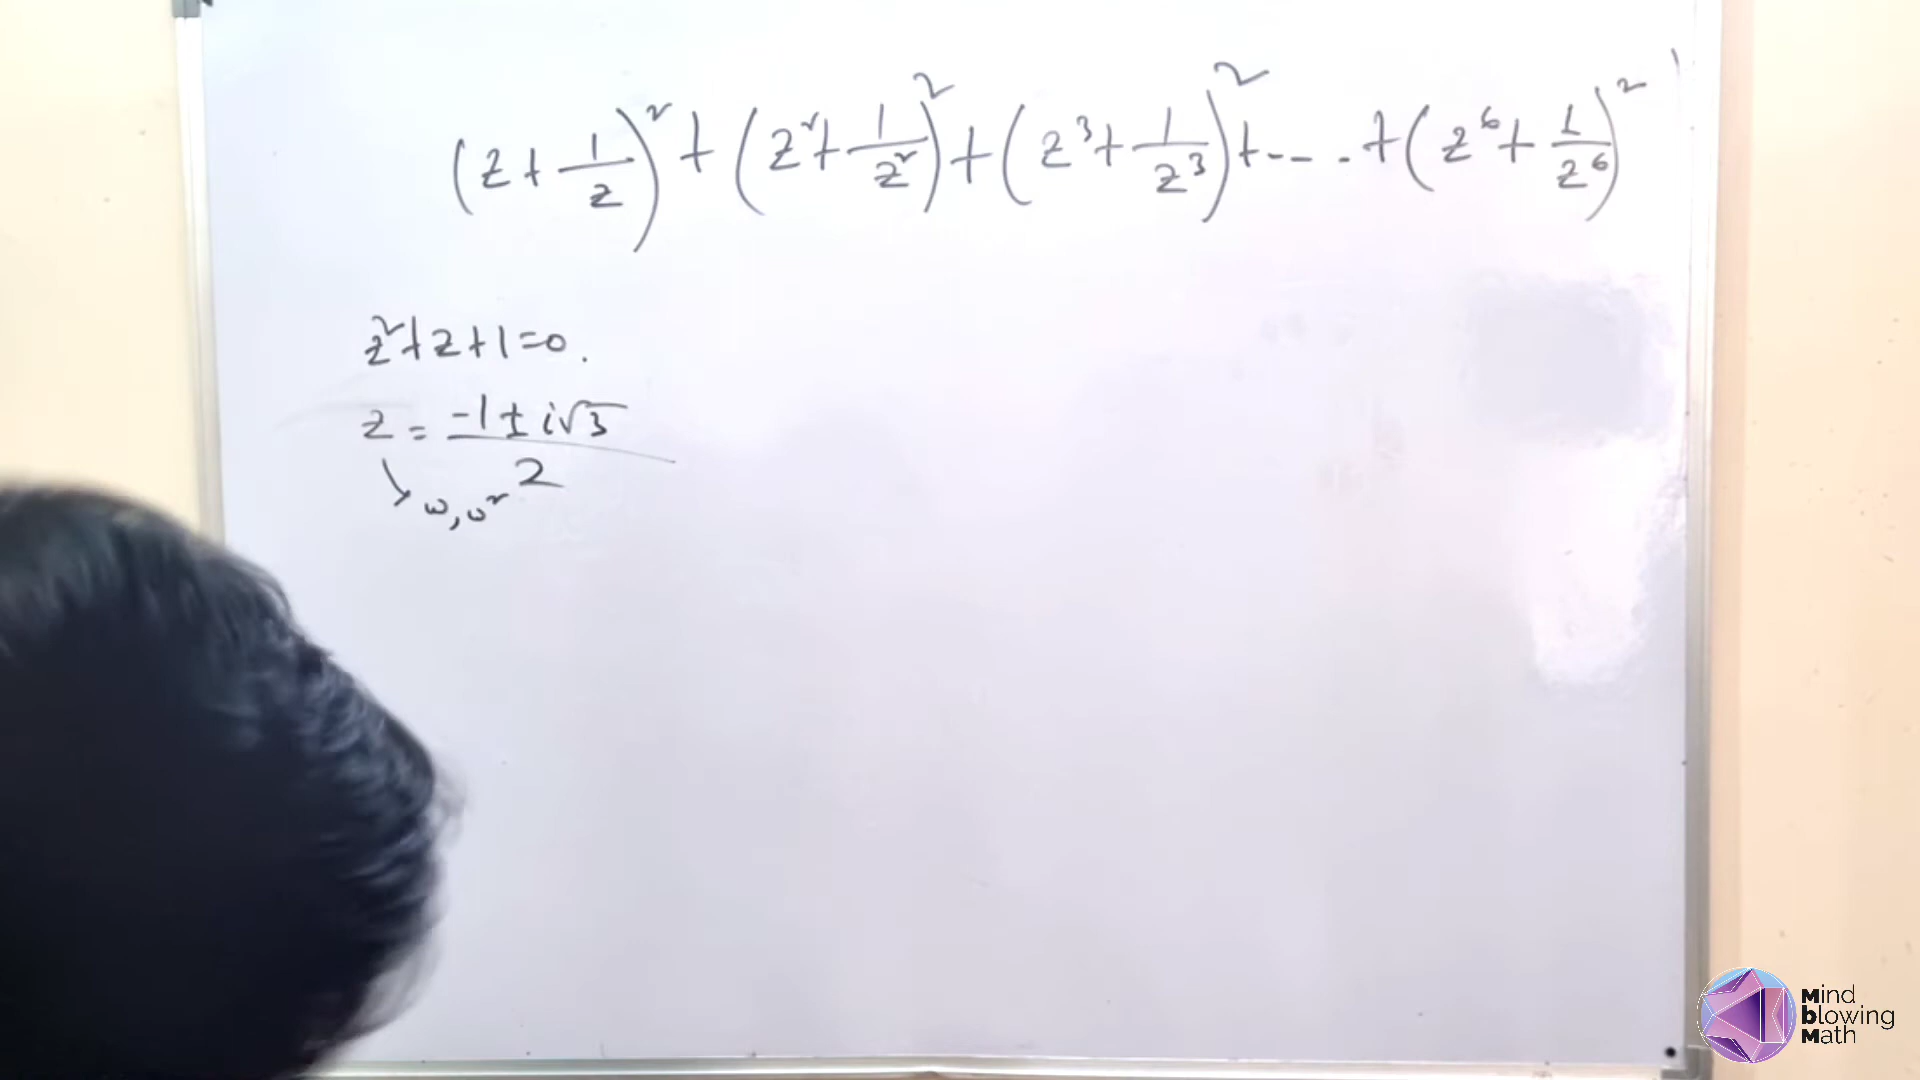 (z + 1/z)² + (z² + 1/z²)² + (z³ + 1/z³)² + -- . + (z⁶ + 1/z⁶)²
z² + z + 1 = 0 .
z = (-1 ± i√3)/2
↘ ω, ω²
Mind
blowing
Math